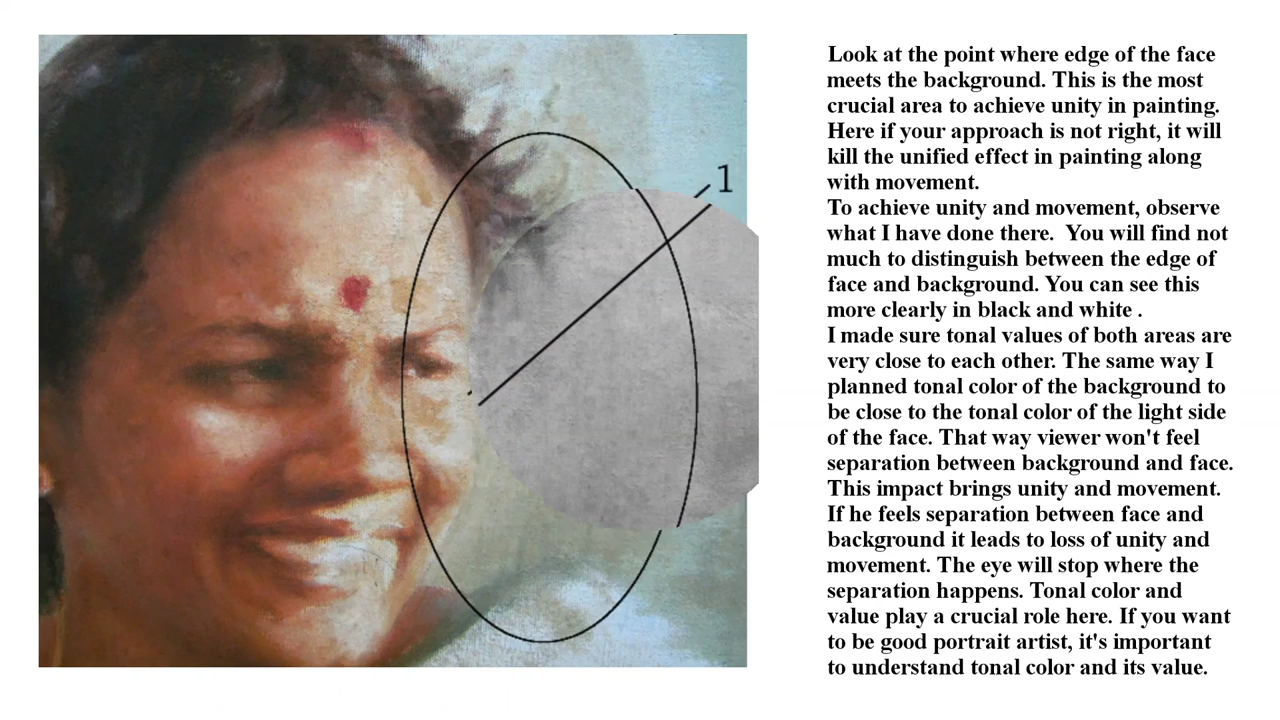 1
Look at the point where edge of the face
meets the background. This is the most
crucial area to achieve unity in painting.
Here if your approach is not right, it will
kill the unified effect in painting along
with movement.
To achieve unity and movement, observe
what I have done there.  You will find not
much to distinguish between the edge of
face and background. You can see this
more clearly in black and white .
I made sure tonal values of both areas are
very close to each other. The same way I
planned tonal color of the background to
be close to the tonal color of the light side
of the face. That way viewer won't feel
separation between background and face.
This impact brings unity and movement.
If he feels separation between face and
background it leads to loss of unity and
movement. The eye will stop where the
separation happens. Tonal color and
value play a crucial role here. If you want
to be good portrait artist, it's important
to understand tonal color and its value.